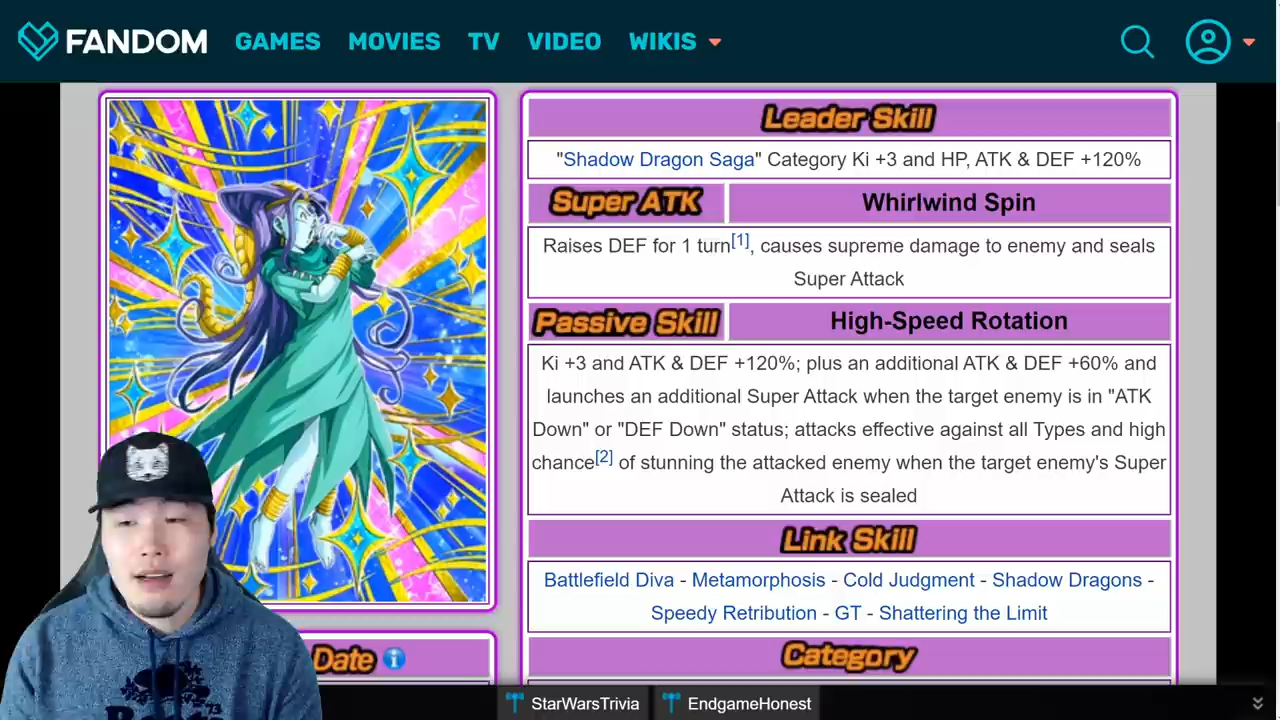 FANDOM GAMES MOVIES TV VIDEO WIKIS
Leader Skill
"Shadow Dragon Saga" Category Ki +3 and HP, ATK & DEF +120%
Super ATK
Whirlwind Spin
Raises DEF for 1 turn[1], causes supreme damage to enemy and seals
Super Attack
Passive Skill
High-Speed Rotation
Ki +3 and ATK & DEF +120%; plus an additional ATK & DEF +60% and
launches an additional Super Attack when the target enemy is in "ATK
Down" or "DEF Down" status; attacks effective against all Types and high
chance[2] of stunning the attacked enemy when the target enemy's Super
Attack is sealed
Link Skill
Battlefield Diva - Metamorphosis - Cold Judgment - Shadow Dragons -
Speedy Retribution - GT - Shattering the Limit
Date
Category
StarWarsTrivia
EndgameHonest